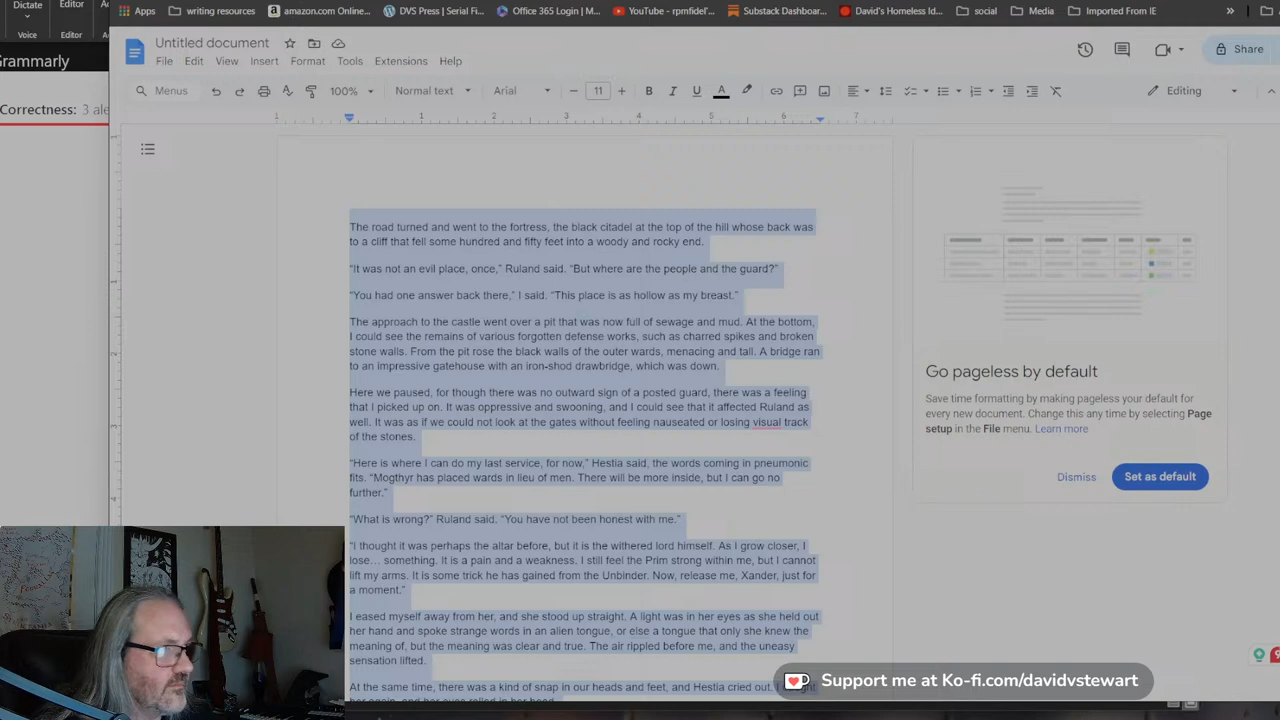 Dictate
Editor
Voice
Editor
Grammarly
Correctness: 3 ale
Apps
writing resources
amazon.com Online...
DVS Press | Serial Fi...
Office 365 Login | M...
YouTube - rpmfidel...
Substack Dashboar...
David's Homeless Id...
social
Media
Imported From IE
Untitled document
File Edit View Insert Format Tools Extensions Help
Share
Menus
100%
Normal text
Arial
11
Editing
1 1 2 3 4 5 6 7
The road turned and went to the fortress, the black citadel at the top of the hill whose back was
to a cliff that fell some hundred and fifty feet into a woody and rocky end.
“It was not an evil place, once,” Ruland said. “But where are the people and the guard?”
“You had one answer back there,” I said. “This place is as hollow as my breast.”
The approach to the castle went over a pit that was now full of sewage and mud. At the bottom,
I could see the remains of various forgotten defense works, such as charred spikes and broken
stone walls. From the pit rose the black walls of the outer wards, menacing and tall. A bridge ran
to an impressive gatehouse with an iron-shod drawbridge, which was down.
Here we paused, for though there was no outward sign of a posted guard, there was a feeling
that I picked up on. It was oppressive and swooning, and I could see that it affected Ruland as
well. It was as if we could not look at the gates without feeling nauseated or losing visual track
of the stones.
“Here is where I can do my last service, for now,” Hestia said, the words coming in pneumonic
fits. “Mogthyr has placed wards in lieu of men. There will be more inside, but I can go no
further.”
“What is wrong?” Ruland said. “You have not been honest with me.”
“I thought it was perhaps the altar before, but it is the withered lord himself. As I grow closer, I
lose… something. It is a pain and a weakness. I still feel the Prim strong within me, but I cannot
lift my arms. It is some trick he has gained from the Unbinder. Now, release me, Xander, just for
a moment.”
I eased myself away from her, and she stood up straight. A light was in her eyes as she held out
her hand and spoke strange words in an alien tongue, or else a tongue that only she knew the
meaning of, but the meaning was clear and true. The air rippled before me, and the uneasy
sensation lifted.
At the same time, there was a kind of snap in our heads and feet, and Hestia cried out. I
Go pageless by default
Save time formatting by making pageless your default for
every new document. Change this any time by selecting Page
setup in the File menu. Learn more
Dismiss
Set as default
Support me at Ko-fi.com/davidvstewart